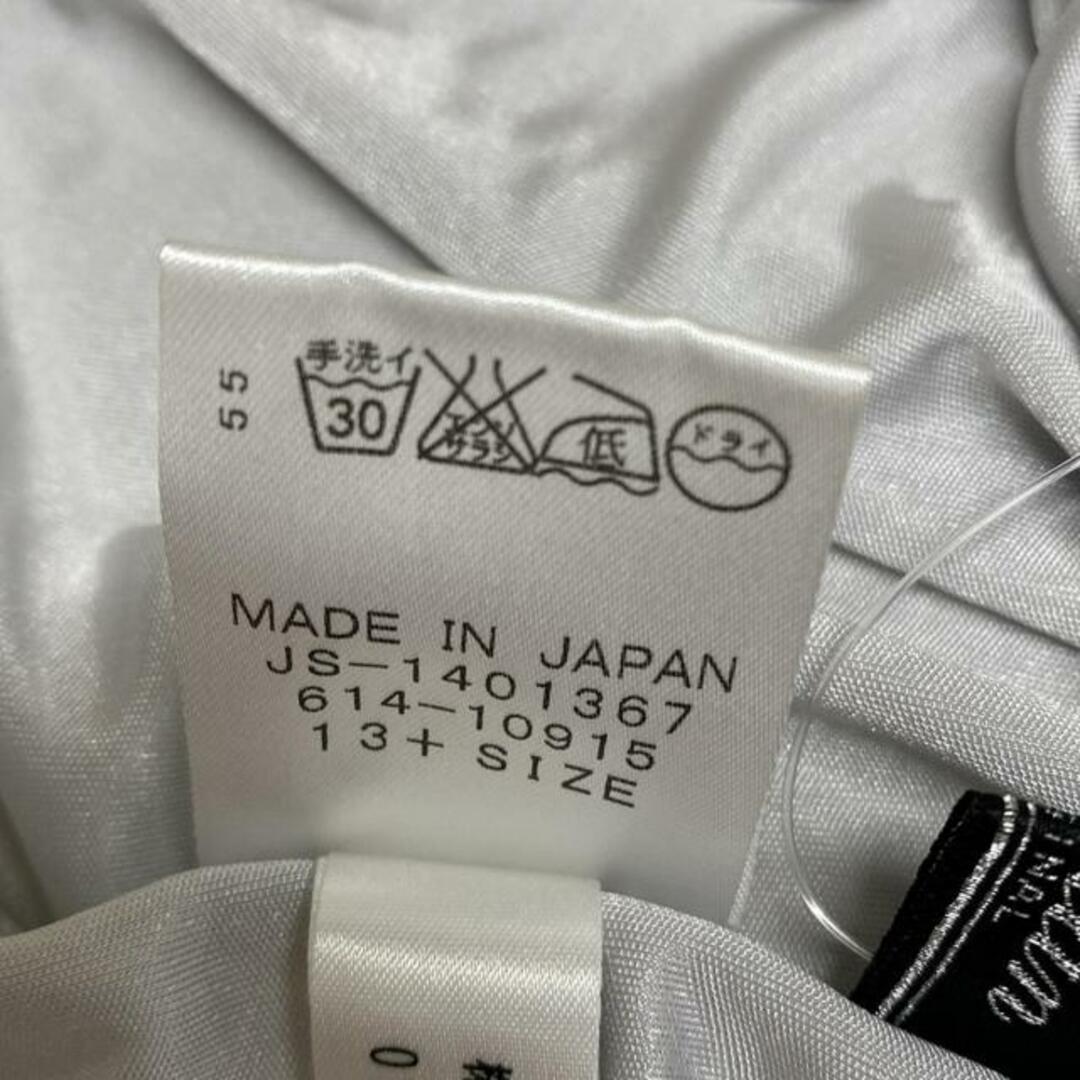 55
手洗イ
30
エンソ
サラシ
低
ドライ
MADE IN JAPAN
JS-1401367
614-10915
13+ SIZE
0